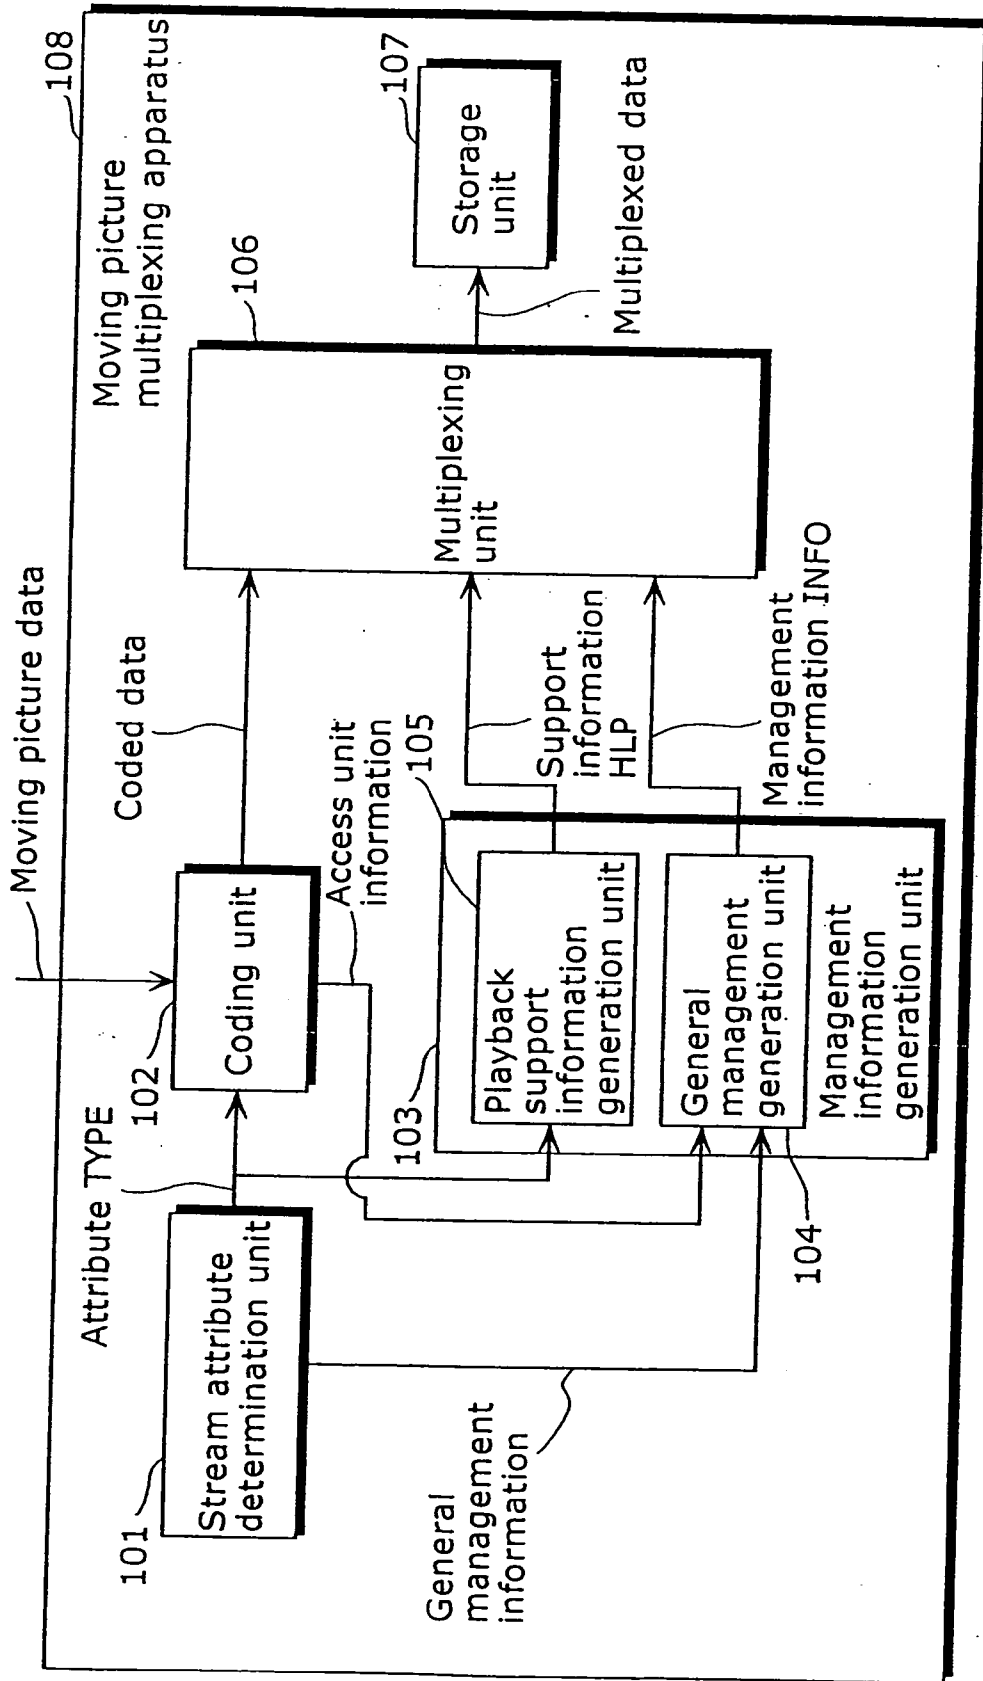 Moving picture data
108
Moving picture
multiplexing apparatus
Attribute TYPE
102
Coding unit
Coded data
106
107
Storage
unit
101
Stream attribute
determination unit
Access unit
information
Multiplexing
unit
Multiplexed data
103
105
Playback
support
information
generation unit
Support
information
HLP
General
management
information
General
management
generation unit
104
Management
information INFO
Management
information
generation unit